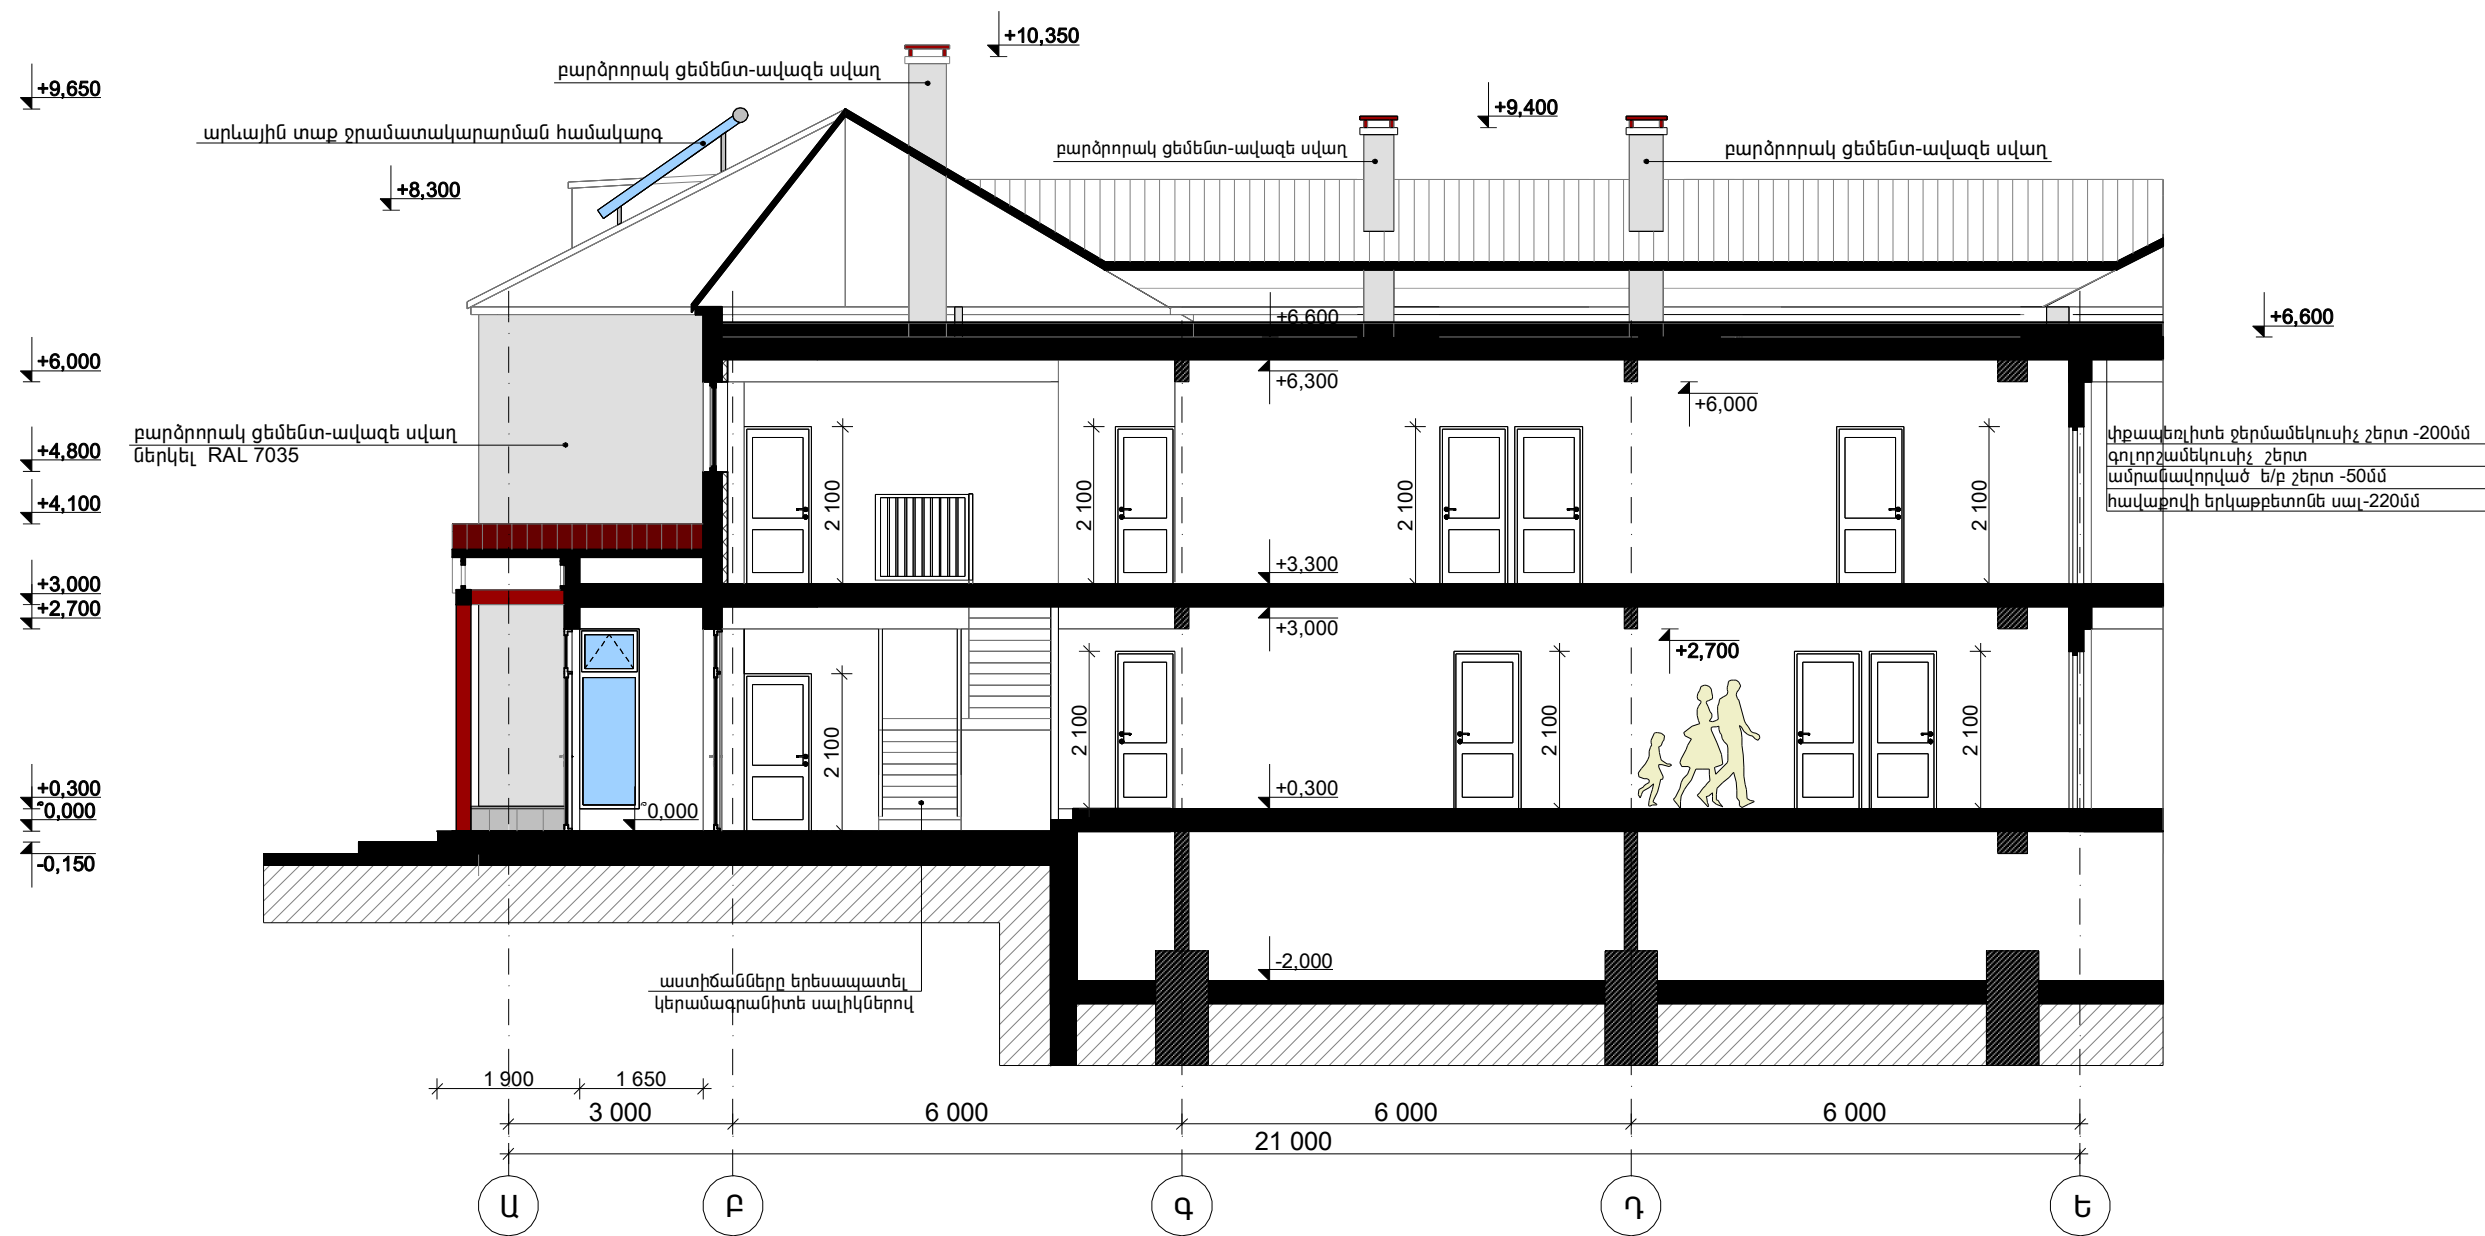 +10,350
բարձրորակ ցեմենտ-ավազե սվաղ
+9,650
+9,400
արևային տաք ջրամատակարարման համակարգ
բարձրորակ ցեմենտ-ավազե սվաղ
բարձրորակ ցեմենտ-ավազե սվաղ
+8,300
+6,600
+6,600
+6,000
+6,300
+6,000
բարձրորակ ցեմենտ-ավազե սվաղ
ներկել RAL 7035
+4,800
+4,100
2 100
2 100
2 100
2 100
փքապեռլիտե ջերմամեկուսիչ շերտ -200մմ
գոլորշամեկուսիչ շերտ
ամրանավորված ե/բ շերտ -50մմ
հավաքովի երկաթբետոնե սալ-220մմ
+3,300
+3,000
+2,700
+3,000
+2,700
2 100
2 100
2 100
2 100
+0,300
0,000
-0,150
0,000
+0,300
-2,000
աստիճանները երեսապատել
կերամագրանիտե սալիկներով
1 900
1 650
3 000
6 000
6 000
6 000
21 000
Ա
Բ
Գ
Դ
Ե